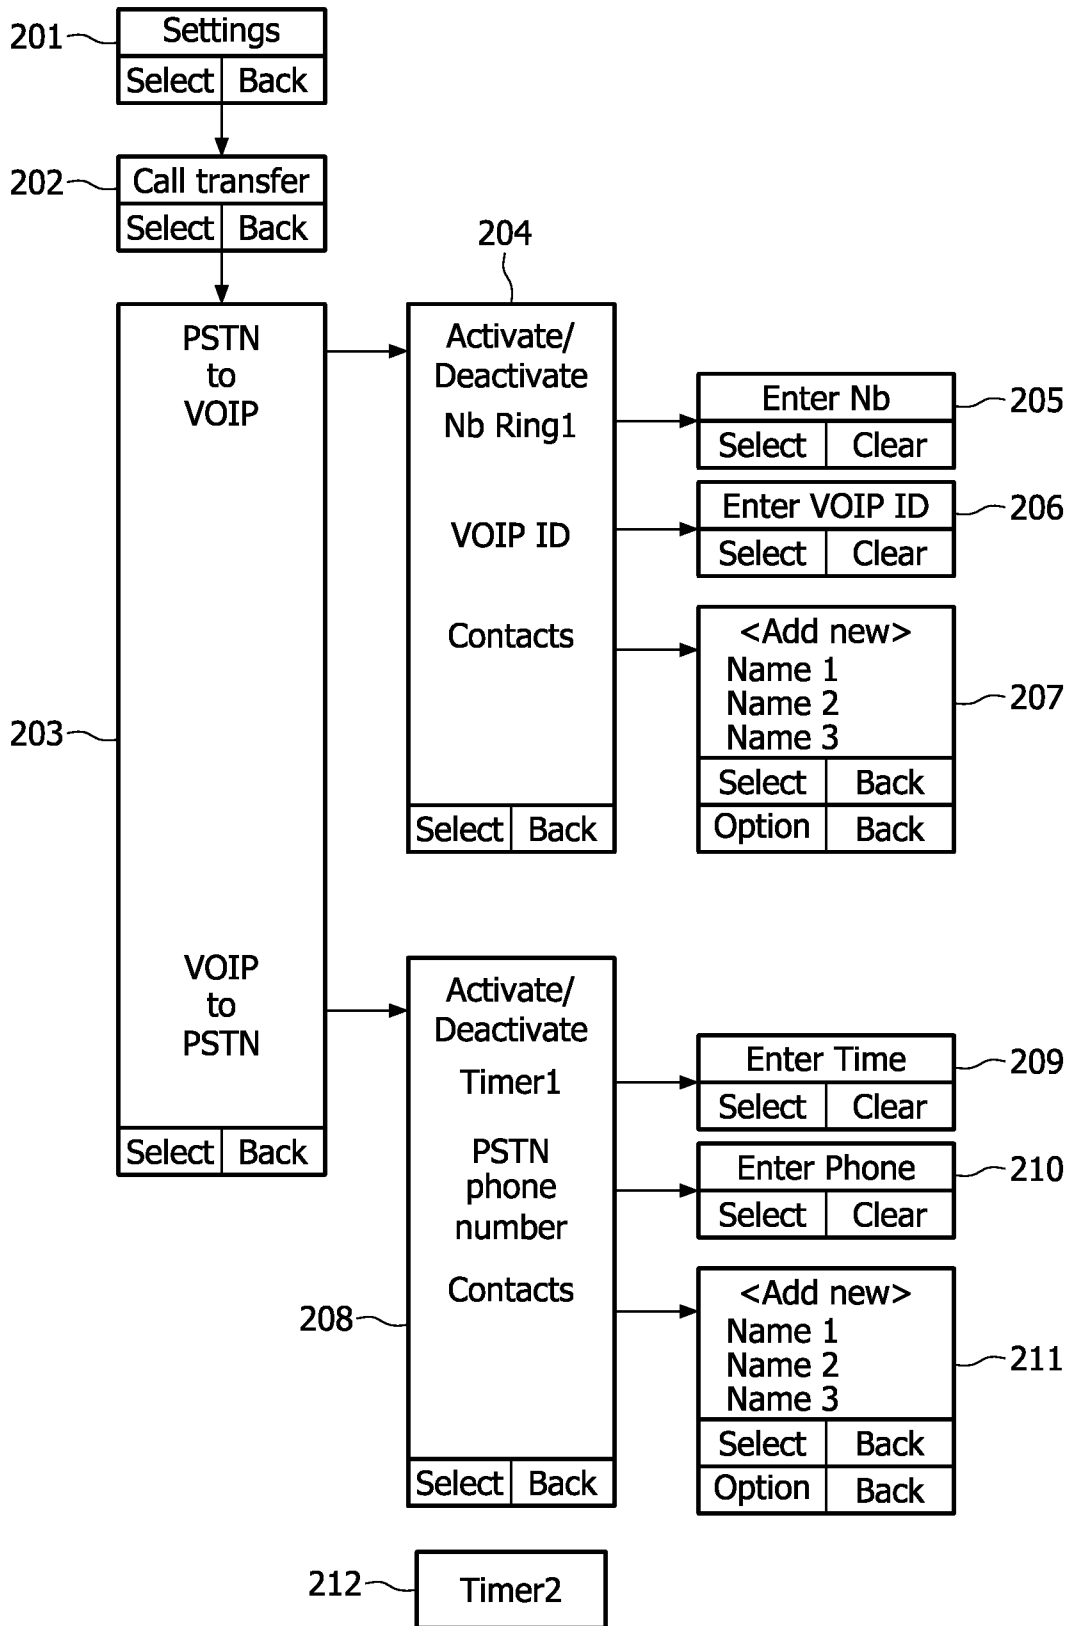 201
Settings
Select Back
202
Call transfer
Select Back
203
PSTN
to
VOIP
VOIP
to
PSTN
Select Back
204
Activate/
Deactivate
Nb Ring1
VOIP ID
Contacts
Select Back
Enter Nb
Select Clear
205
Enter VOIP ID
Select Clear
206
<Add new>
Name 1
Name 2
Name 3
Select Back
Option Back
207
208
Activate/
Deactivate
Timer1
PSTN
phone
number
Contacts
Select Back
Enter Time
Select Clear
209
Enter Phone
Select Clear
210
<Add new>
Name 1
Name 2
Name 3
Select Back
Option Back
211
212
Timer2